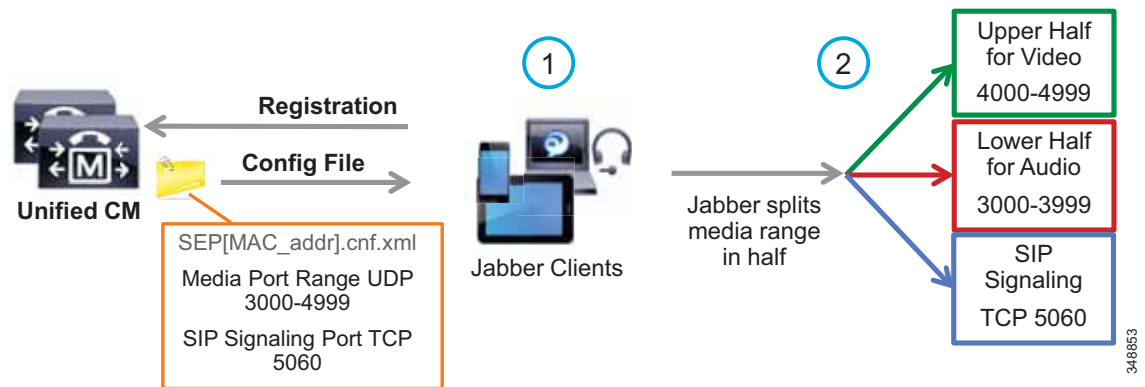 1
2
Registration
Config File
M
Unified CM
SEP[MAC_addr].cnf.xml
Media Port Range UDP
3000-4999
SIP Signaling Port TCP
5060
Jabber Clients
Jabber splits
media range
in half
Upper Half
for Video
4000-4999
Lower Half
for Audio
3000-3999
SIP
Signaling
TCP 5060
348853